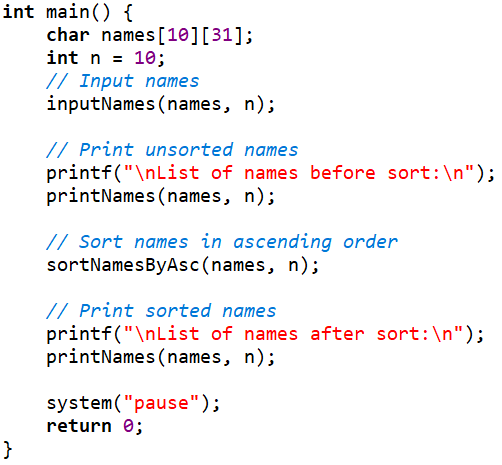 int main() {
    char names[10][31];
    int n = 10;
    // Input names
    inputNames(names, n);

    // Print unsorted names
    printf("\nList of names before sort:\n");
    printNames(names, n);

    // Sort names in ascending order
    sortNamesByAsc(names, n);

    // Print sorted names
    printf("\nList of names after sort:\n");
    printNames(names, n);

    system("pause");
    return 0;
}